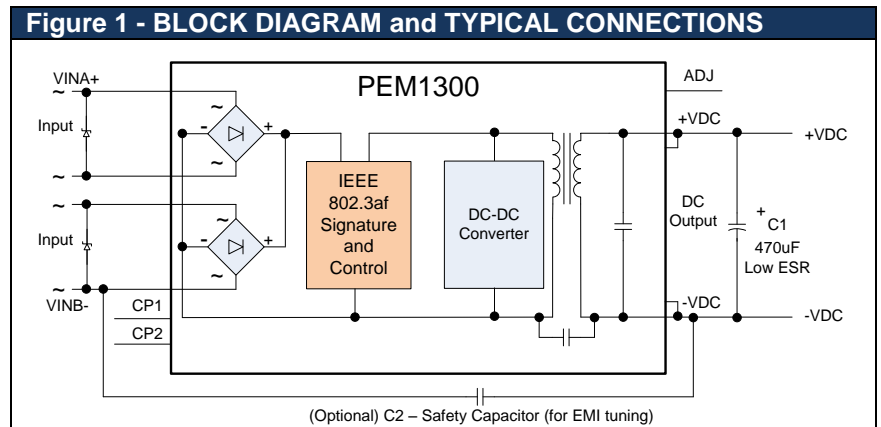 Figure 1 - BLOCK DIAGRAM and TYPICAL CONNECTIONS
PEM1300
VINA+
~
~
~
+
-
Input
~
~
IEEE
802.3af
Signature
and
Control
DC-DC
Converter
~
~
-
+
Input
~
~
VINB-
CP1
CP2
ADJ
+VDC
+VDC
DC
Output
+
C1
470uF
Low ESR
-VDC
-VDC
(Optional) C2 – Safety Capacitor (for EMI tuning)